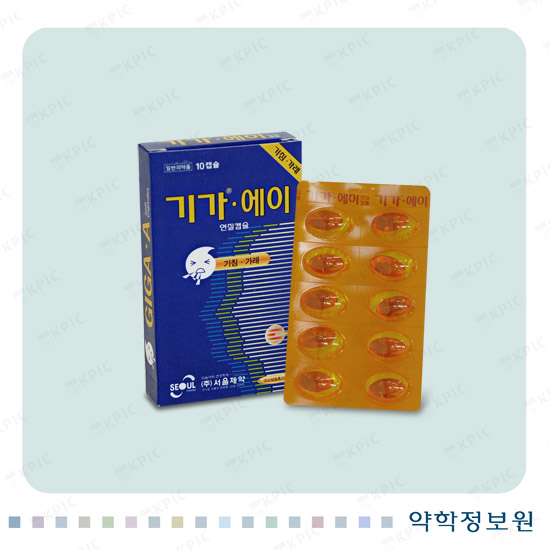 일반의약품 10캡슐
기침·가래
기가®·에이
연질캡슐
기침·가래
GIGA·A
SEOUL
(주)서울제약
기가·에이
약학정보원
KPIC